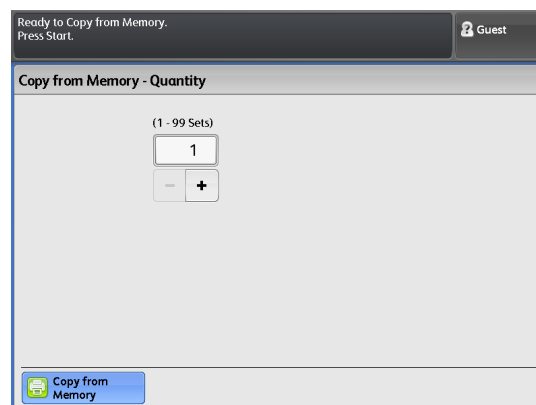 Ready to Copy from Memory.
Press Start.
Guest
Copy from Memory - Quantity
(1 - 99 Sets)
1
− +
Copy from
Memory